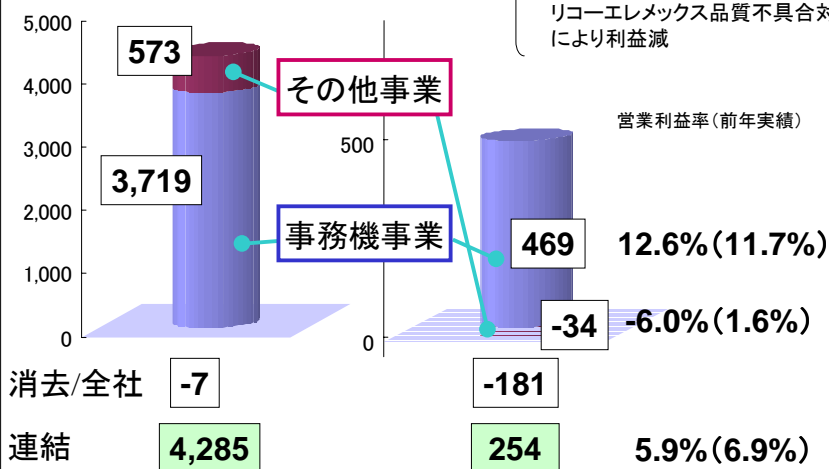 リコーエレメックス品質不具合対
により利益減
5,000
4,000
3,000
2,000
1,000
0
573
3,719
その他事業
事務機事業
500
0
469
-34
営業利益率(前年実績)
12.6%(11.7%)
-6.0%(1.6%)
消去/全社 -7 -181
連結 4,285 254 5.9%(6.9%)